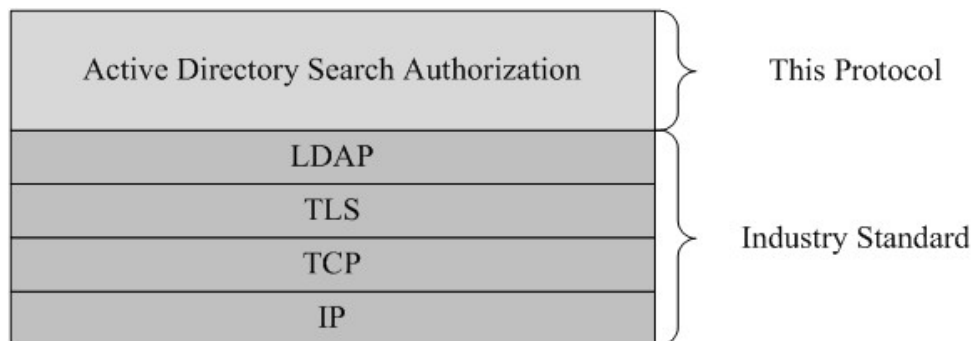 Active Directory Search Authorization
This Protocol
LDAP
TLS
TCP
IP
Industry Standard